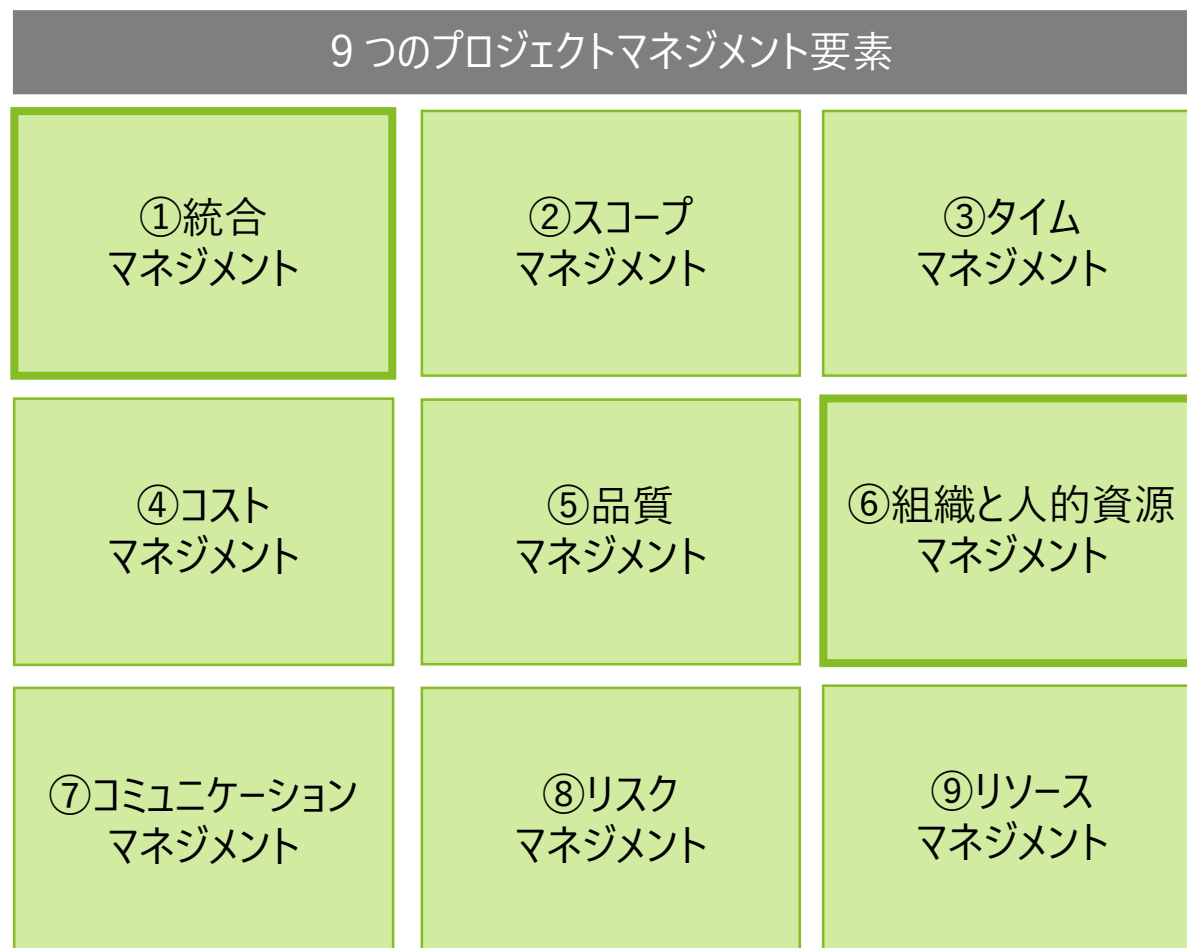 9つのプロジェクトマネジメント要素
①統合
マネジメント
②スコープ
マネジメント
③タイム
マネジメント
④コスト
マネジメント
⑤品質
マネジメント
⑥組織と人的資源
マネジメント
⑦コミュニケーション
マネジメント
⑧リスク
マネジメント
⑨リソース
マネジメント